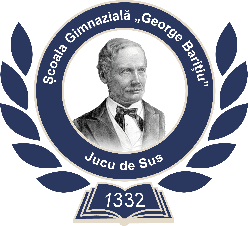 Școala Gimnazială „George Barițiu”
Jucu de Sus
1332